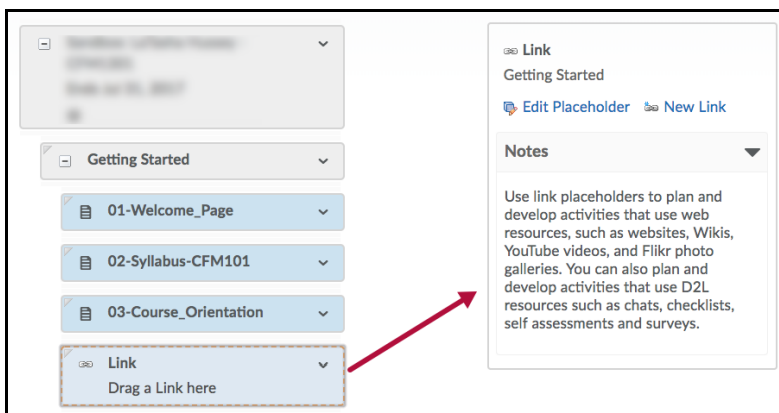 Getting Started
01-Welcome_Page
02-Syllabus-CFM101
03-Course_Orientation
Link
Drag a Link here
Link
Getting Started
Edit Placeholder New Link
Notes
Use link placeholders to plan and
develop activities that use web
resources, such as websites, Wikis,
YouTube videos, and Flikr photo
galleries. You can also plan and
develop activities that use D2L
resources such as chats, checklists,
self assessments and surveys.